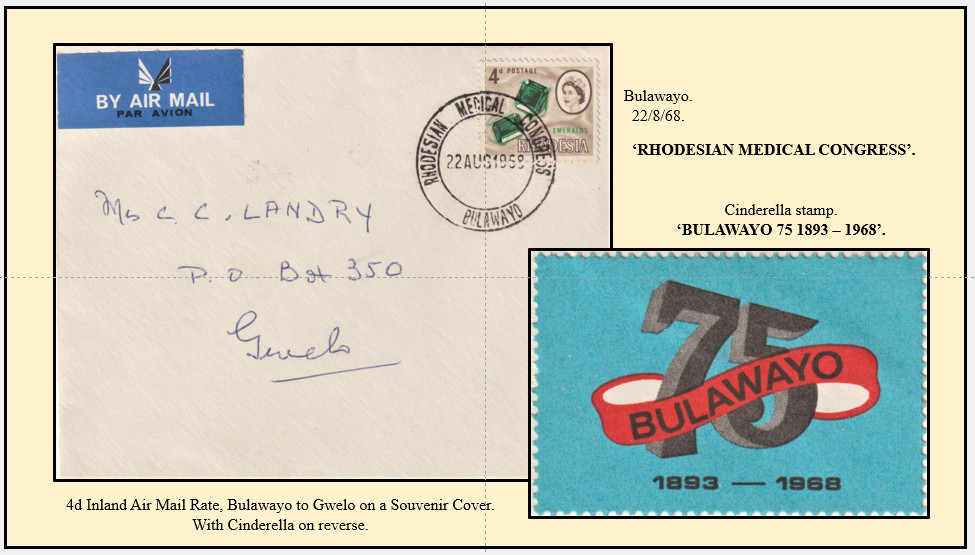 BY AIR MAIL
PAR AVION
4d POSTAGE
EMERALDS
RHODESIA
RHODESIAN MEDICAL CONGRESS
22 AUG 1968
BULAWAYO
Mrs C. C. LANDRY
P. O Box 350
Gwelo
Bulawayo.
22/8/68.
‘RHODESIAN MEDICAL CONGRESS’.
Cinderella stamp.
‘BULAWAYO 75 1893 – 1968’.
75
BULAWAYO
1893 — 1968
4d Inland Air Mail Rate, Bulawayo to Gwelo on a Souvenir Cover.
With Cinderella on reverse.